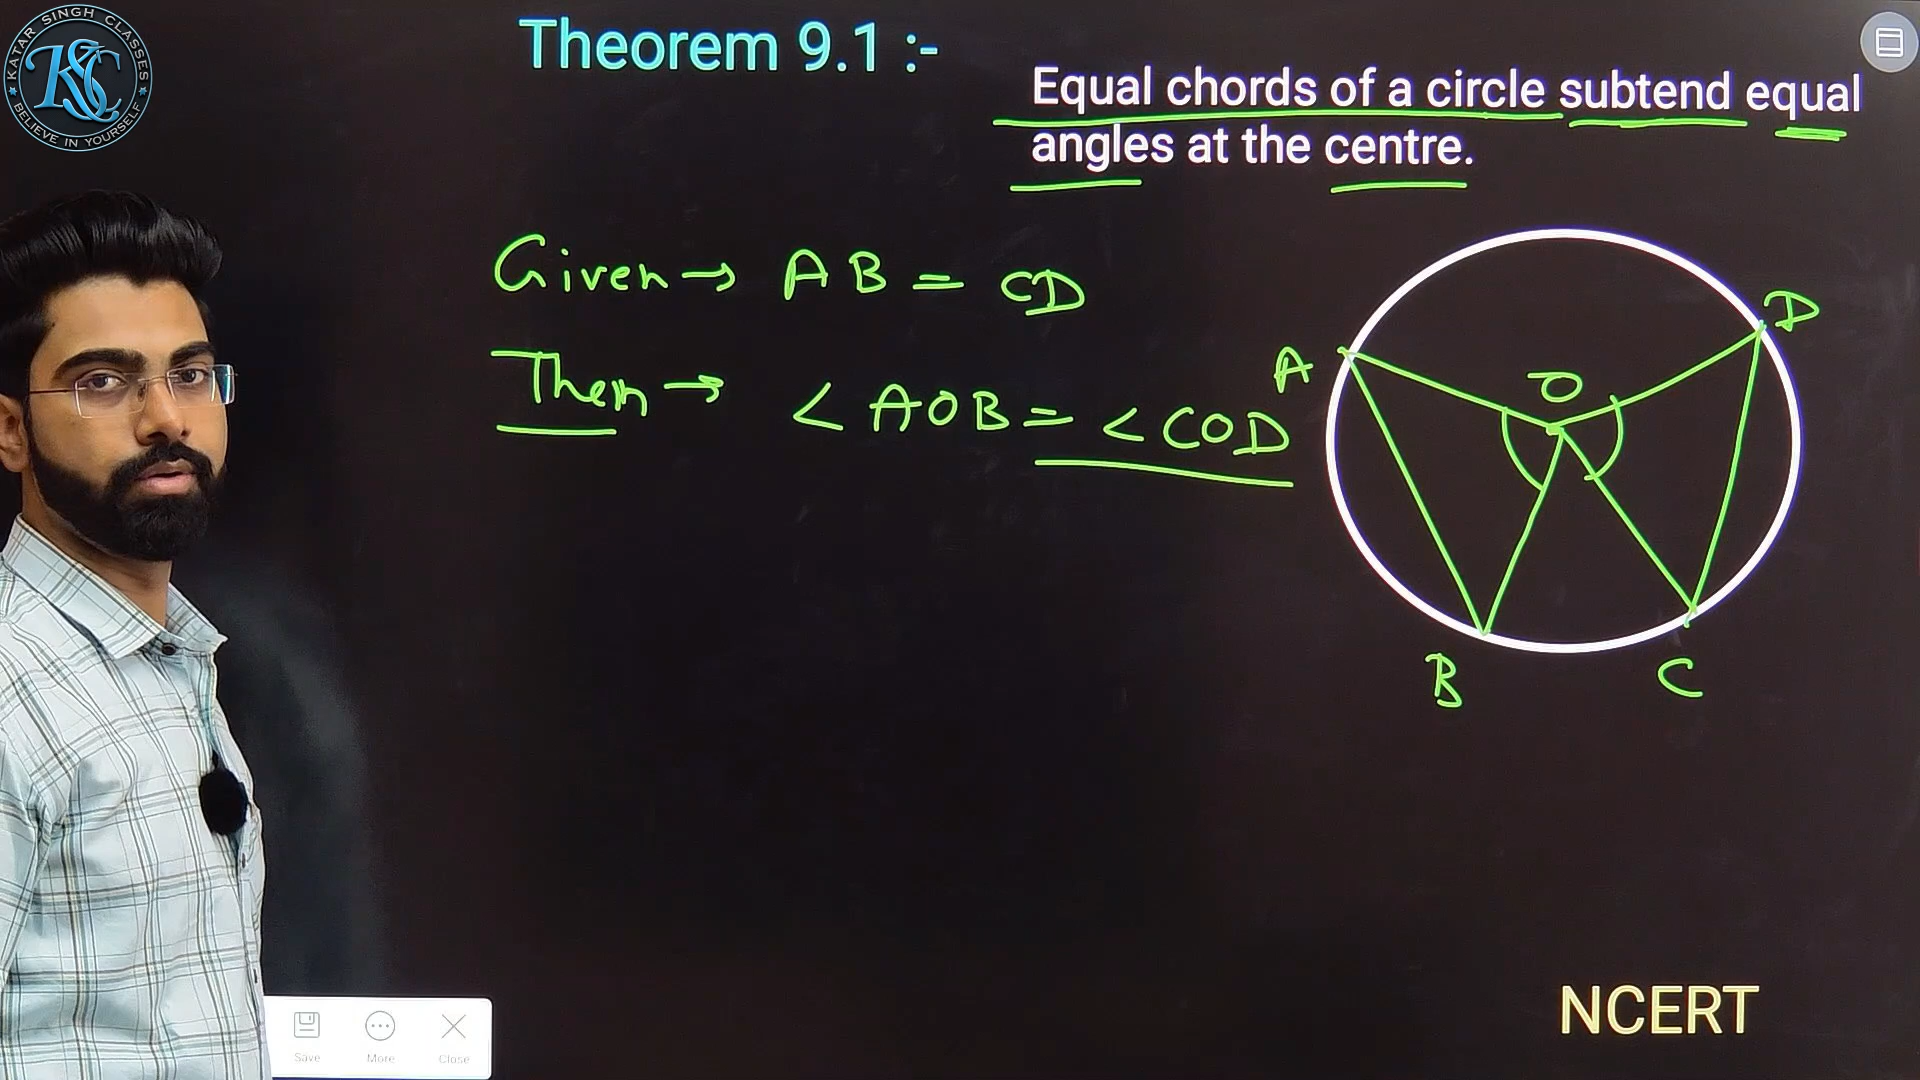 KATAR SINGH CLASSES
KSC
BELIEVE IN YOURSELF
Theorem 9.1 :-
Equal chords of a circle subtend equal
angles at the centre.
Given → AB = CD
Then → <AOB = <COD
A
D
O
B
C
NCERT
Save
More
Close